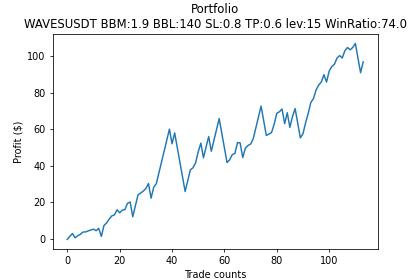 Portfolio
WAVESUSDT BBM:1.9 BBL:140 SL:0.8 TP:0.6 lev:15 WinRatio:74.0
Profit ($)
100
80
60
40
20
0
0 20 40 60 80 100
Trade counts